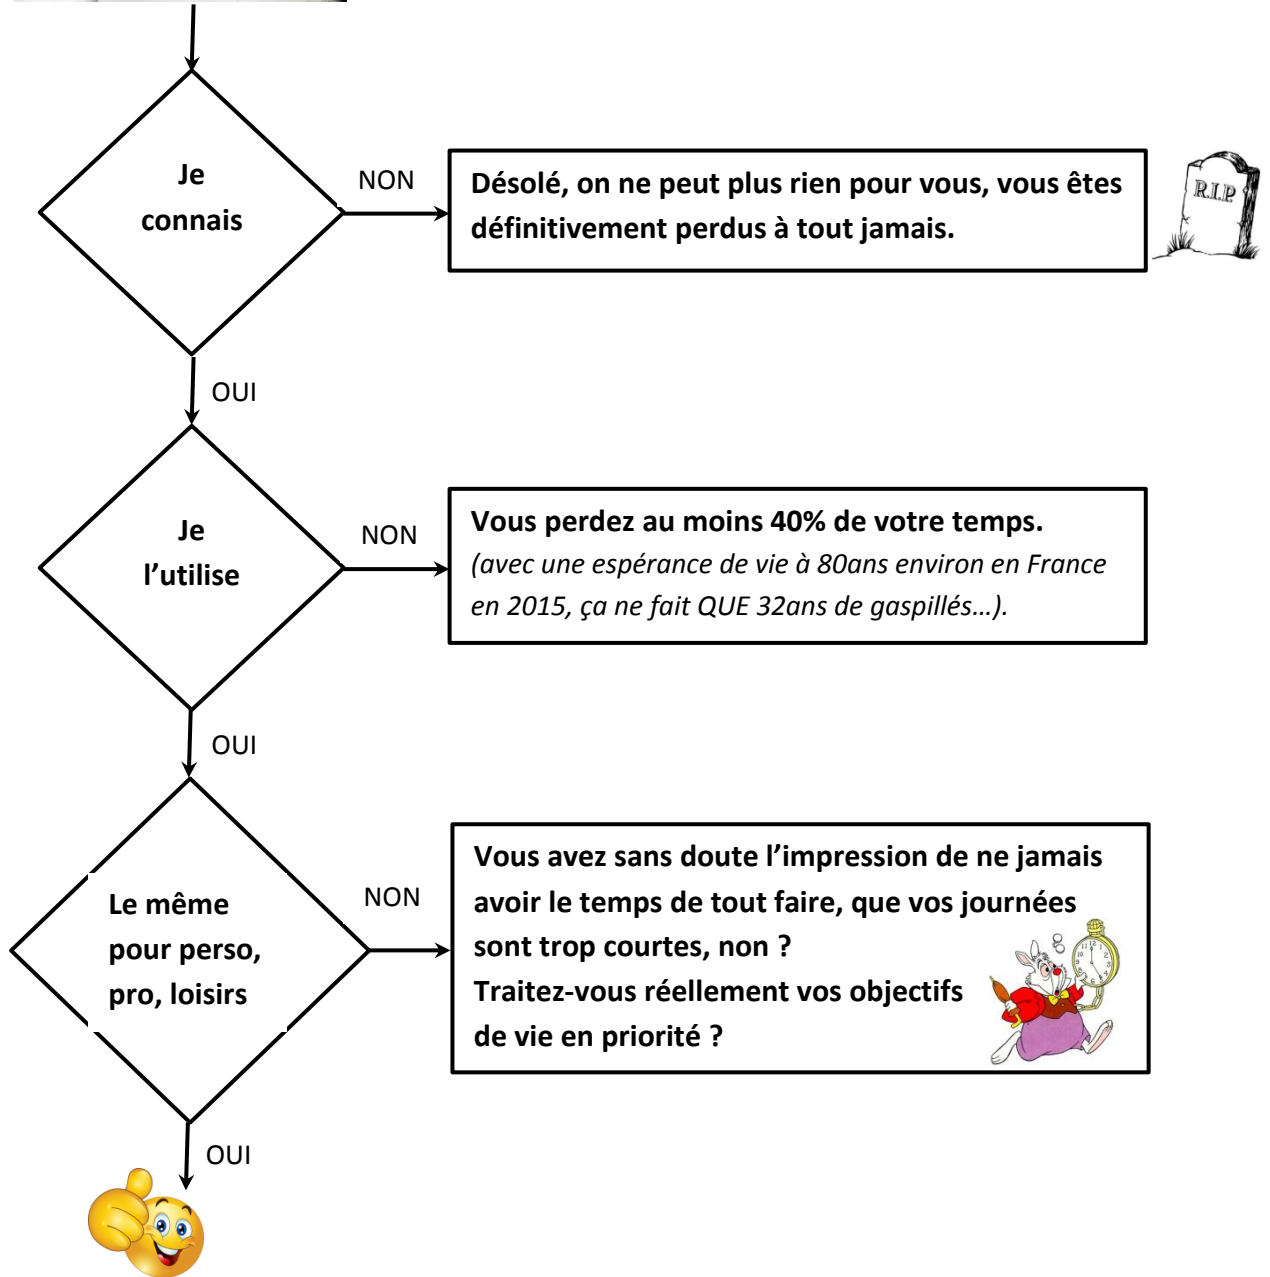 Je
connais
NON
Désolé, on ne peut plus rien pour vous, vous êtes
définitivement perdus à tout jamais.
R.I.P.
OUI
Je
l’utilise
NON
Vous perdez au moins 40% de votre temps.
(avec une espérance de vie à 80ans environ en France
en 2015, ça ne fait QUE 32ans de gaspillés…).
OUI
Le même
pour perso,
pro, loisirs
NON
Vous avez sans doute l’impression de ne jamais
avoir le temps de tout faire, que vos journées
sont trop courtes, non ?
Traitez-vous réellement vos objectifs
de vie en priorité ?
OUI